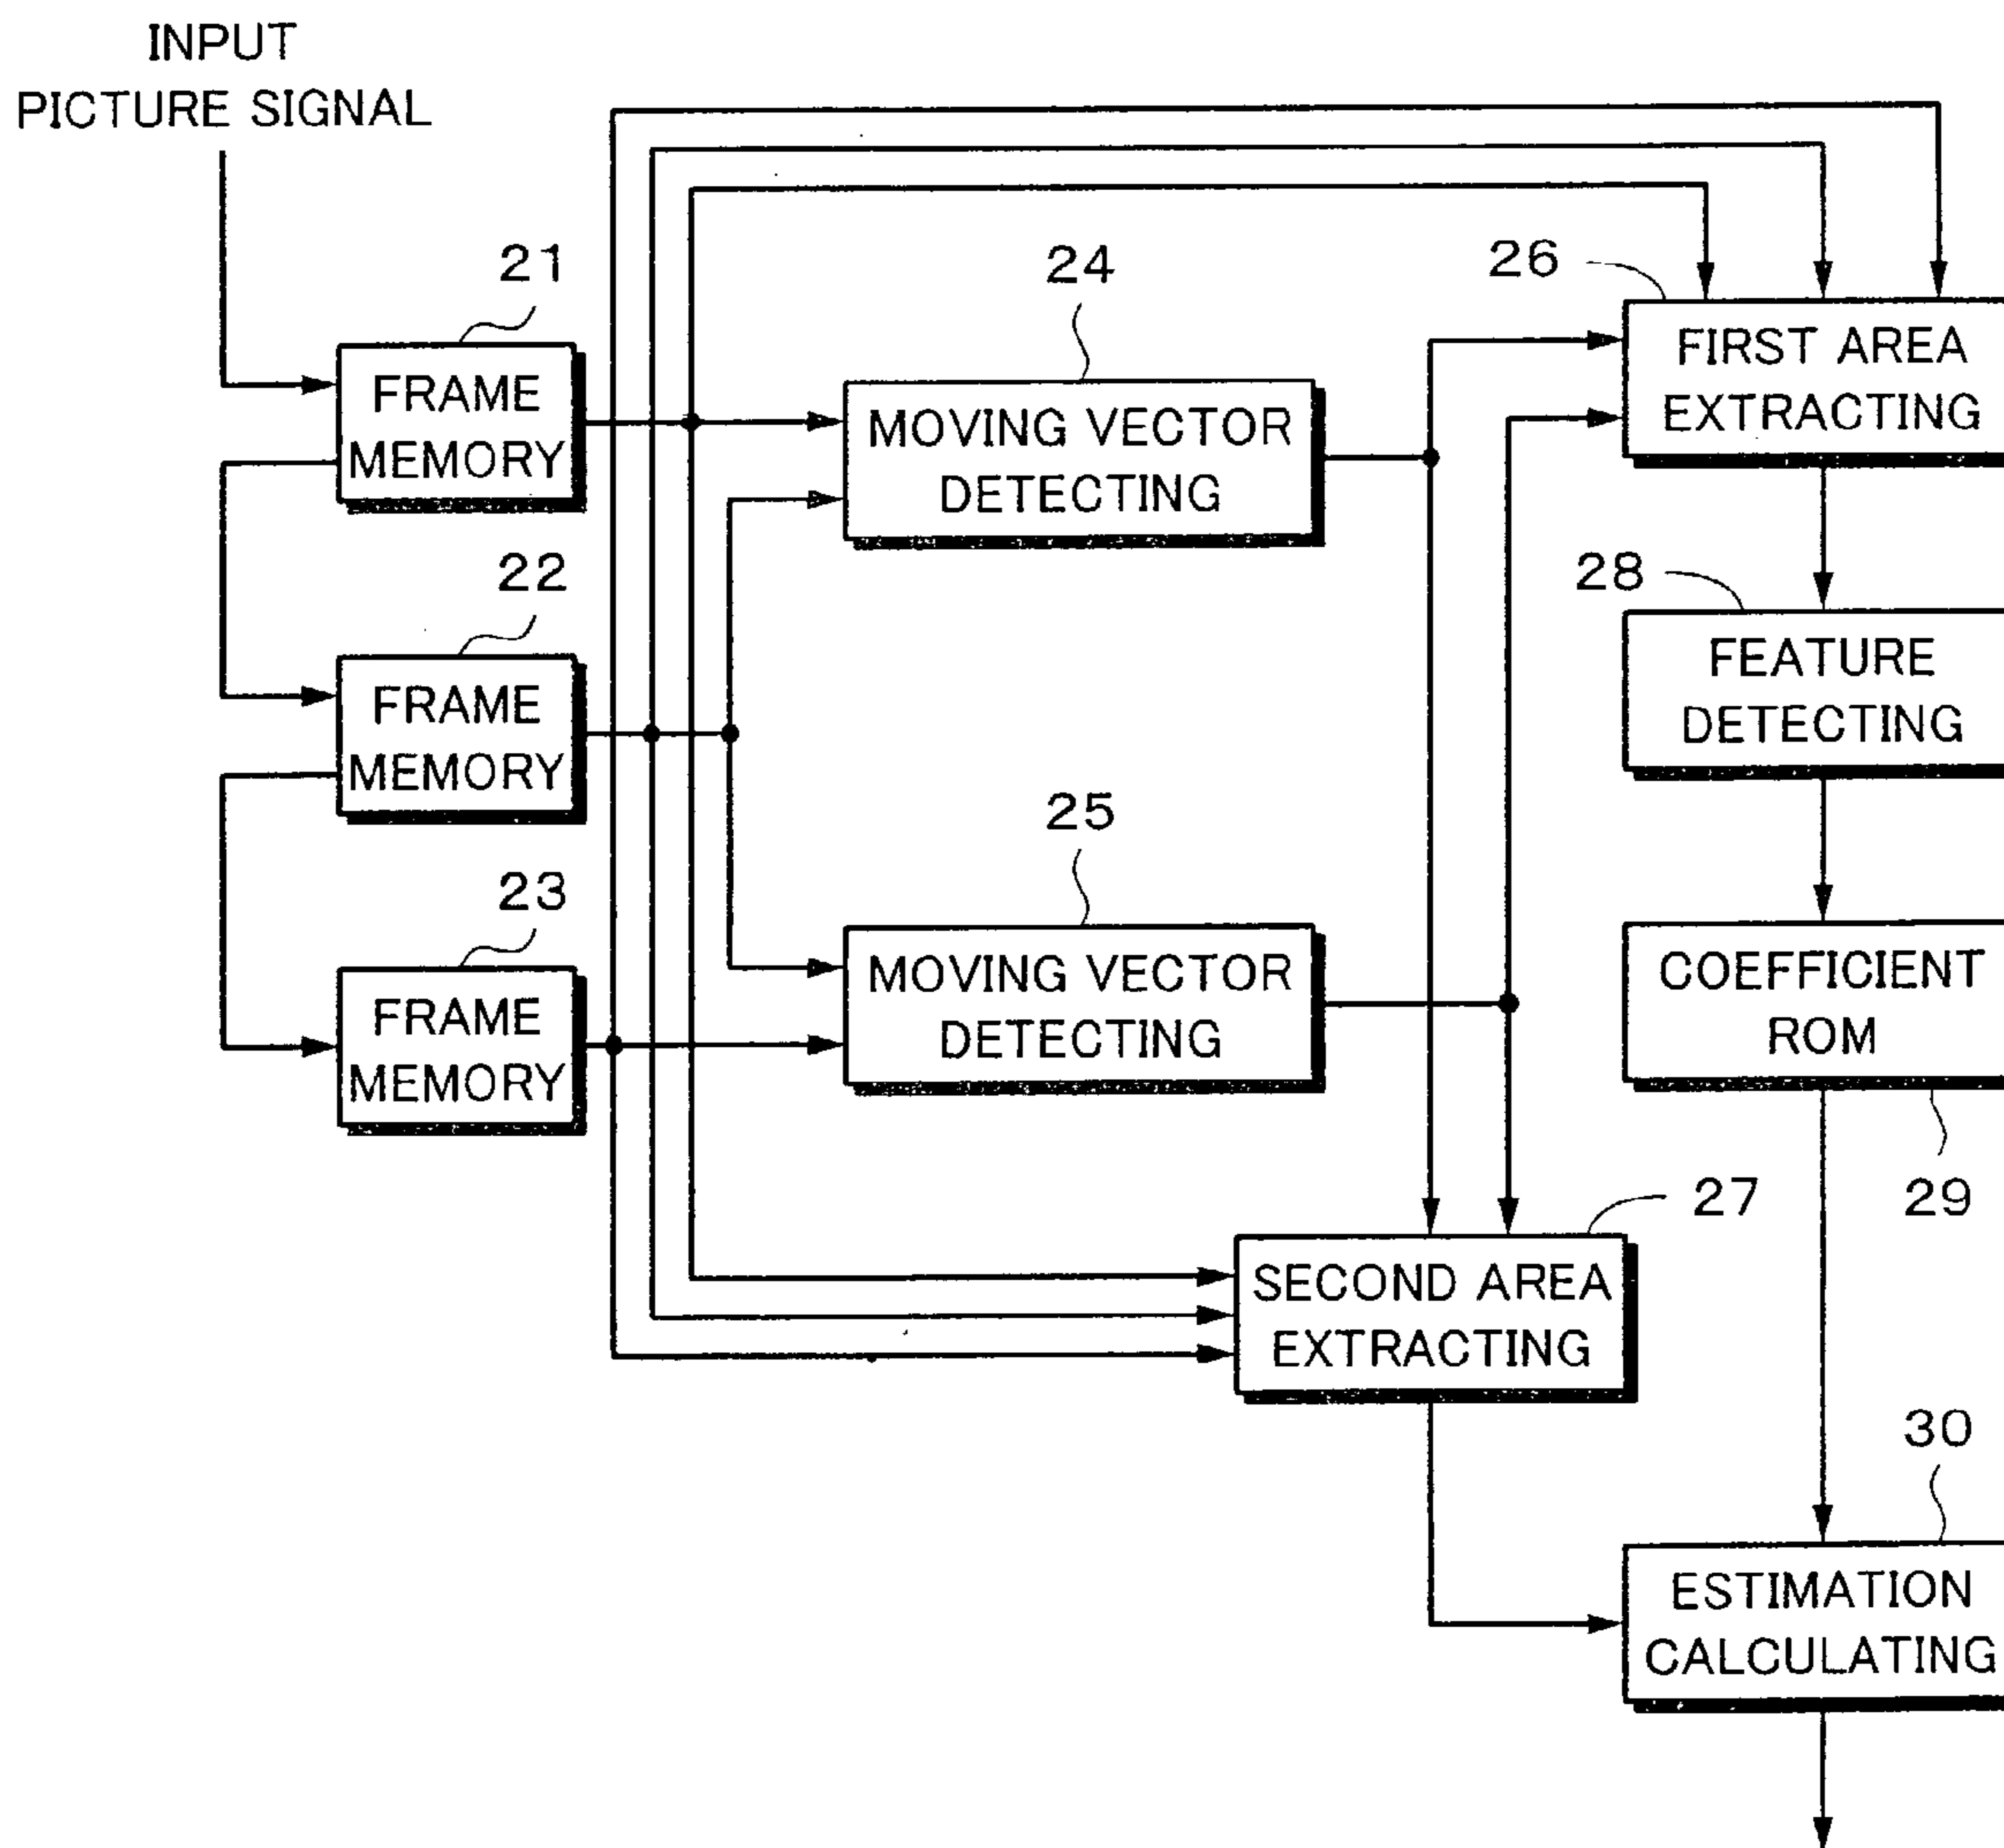 INPUT
PICTURE SIGNAL
21
FRAME
MEMORY
22
FRAME
MEMORY
23
FRAME
MEMORY
24
MOVING VECTOR
DETECTING
25
MOVING VECTOR
DETECTING
26
FIRST AREA
EXTRACTING
28
FEATURE
DETECTING
COEFFICIENT
ROM
29
27
SECOND AREA
EXTRACTING
30
ESTIMATION
CALCULATING